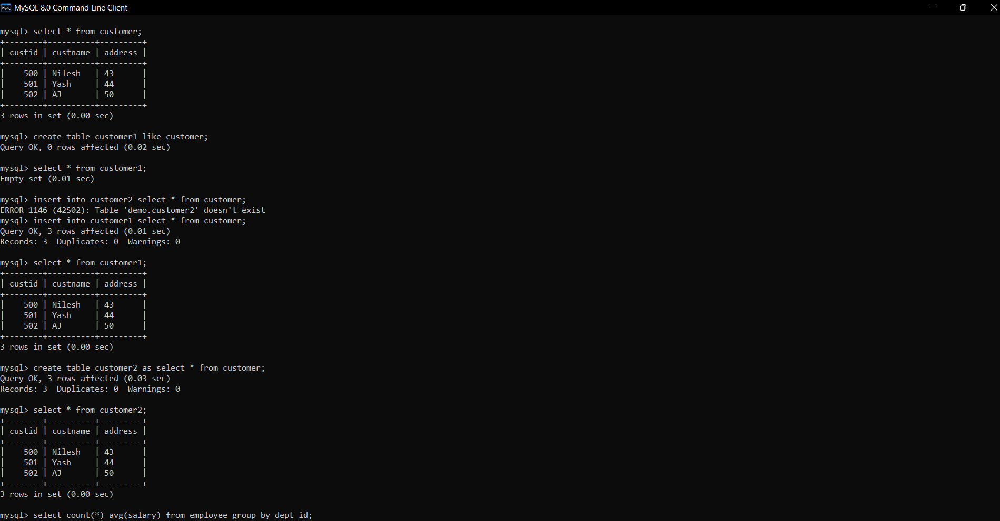 MySQL 8.0 Command Line Client
mysql> select * from customer;
+--------+----------+---------+
| custid | custname | address |
+--------+----------+---------+
|    500 | Nilesh   | 43      |
|    501 | Yash     | 44      |
|    502 | AJ       | 50      |
+--------+----------+---------+
3 rows in set (0.00 sec)
mysql> create table customer1 like customer;
Query OK, 0 rows affected (0.02 sec)
mysql> select * from customer1;
Empty set (0.01 sec)
mysql> insert into customer2 select * from customer;
ERROR 1146 (42S02): Table 'demo.customer2' doesn't exist
mysql> insert into customer1 select * from customer;
Query OK, 3 rows affected (0.01 sec)
Records: 3  Duplicates: 0  Warnings: 0
mysql> select * from customer1;
+--------+----------+---------+
| custid | custname | address |
+--------+----------+---------+
|    500 | Nilesh   | 43      |
|    501 | Yash     | 44      |
|    502 | AJ       | 50      |
+--------+----------+---------+
3 rows in set (0.00 sec)
mysql> create table customer2 as select * from customer;
Query OK, 3 rows affected (0.03 sec)
Records: 3  Duplicates: 0  Warnings: 0
mysql> select * from customer2;
+--------+----------+---------+
| custid | custname | address |
+--------+----------+---------+
|    500 | Nilesh   | 43      |
|    501 | Yash     | 44      |
|    502 | AJ       | 50      |
+--------+----------+---------+
3 rows in set (0.00 sec)
mysql> select count(*) avg(salary) from employee group by dept_id;